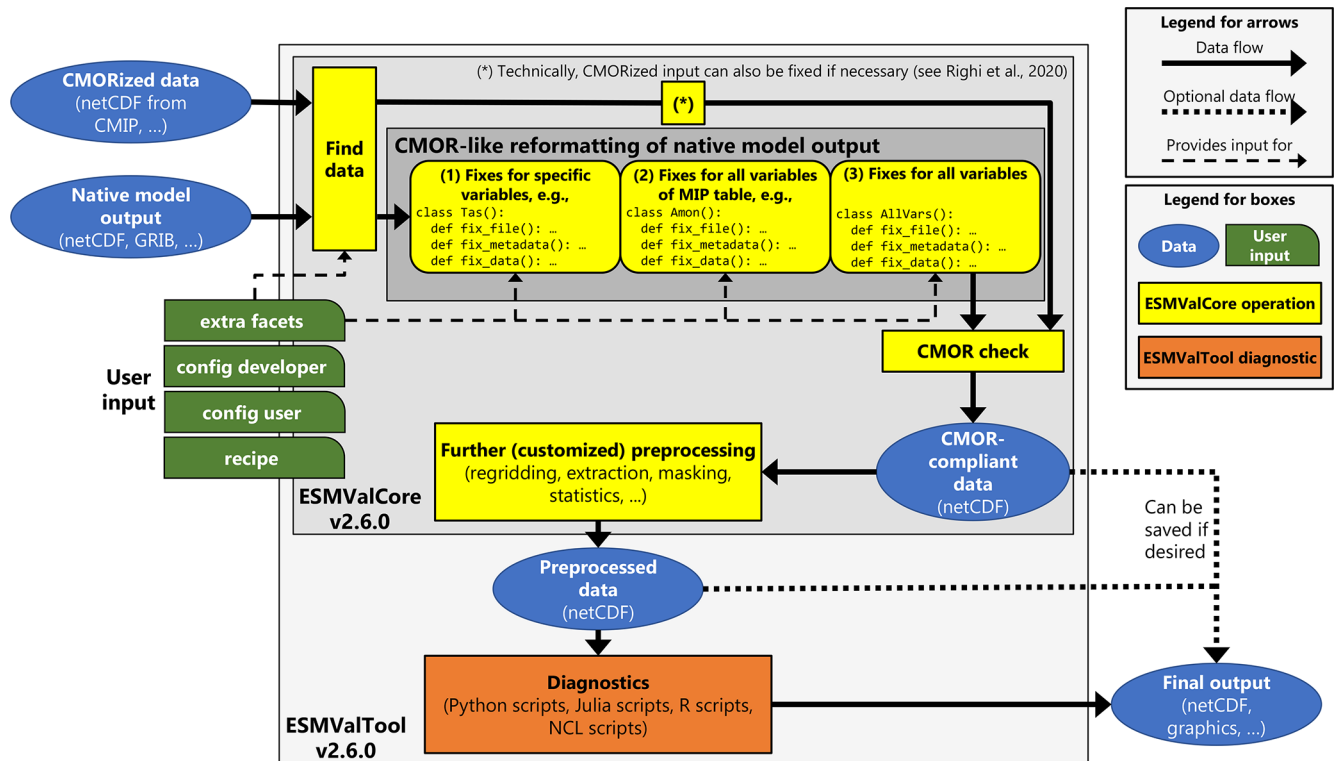 (*) Technically, CMORized input can also be fixed if necessary (see Righi et al., 2020)
CMORized data
(netCDF from
CMIP, ...)
Native model
output
(netCDF, GRIB, ...)
Find
data
(*)
CMOR-like reformatting of native model output
(1) Fixes for specific
variables, e.g.,
class Tas():
def fix_file(): …
def fix_metadata(): …
def fix_data(): …
(2) Fixes for all variables
of MIP table, e.g.,
class Amon():
def fix_file(): …
def fix_metadata(): …
def fix_data(): …
(3) Fixes for all variables
class AllVars():
def fix_file(): …
def fix_metadata(): …
def fix_data(): …
User
input
extra facets
config developer
config user
recipe
CMOR check
CMOR-
compliant
data
(netCDF)
Further (customized) preprocessing
(regridding, extraction, masking,
statistics, ...)
ESMValCore
v2.6.0
Preprocessed
data
(netCDF)
Can be
saved if
desired
Diagnostics
(Python scripts, Julia scripts, R scripts,
NCL scripts)
ESMValTool
v2.6.0
Final output
(netCDF,
graphics, ...)
Legend for arrows
Data flow
Optional data flow
Provides input for
Legend for boxes
Data
User
input
ESMValCore operation
ESMValTool diagnostic